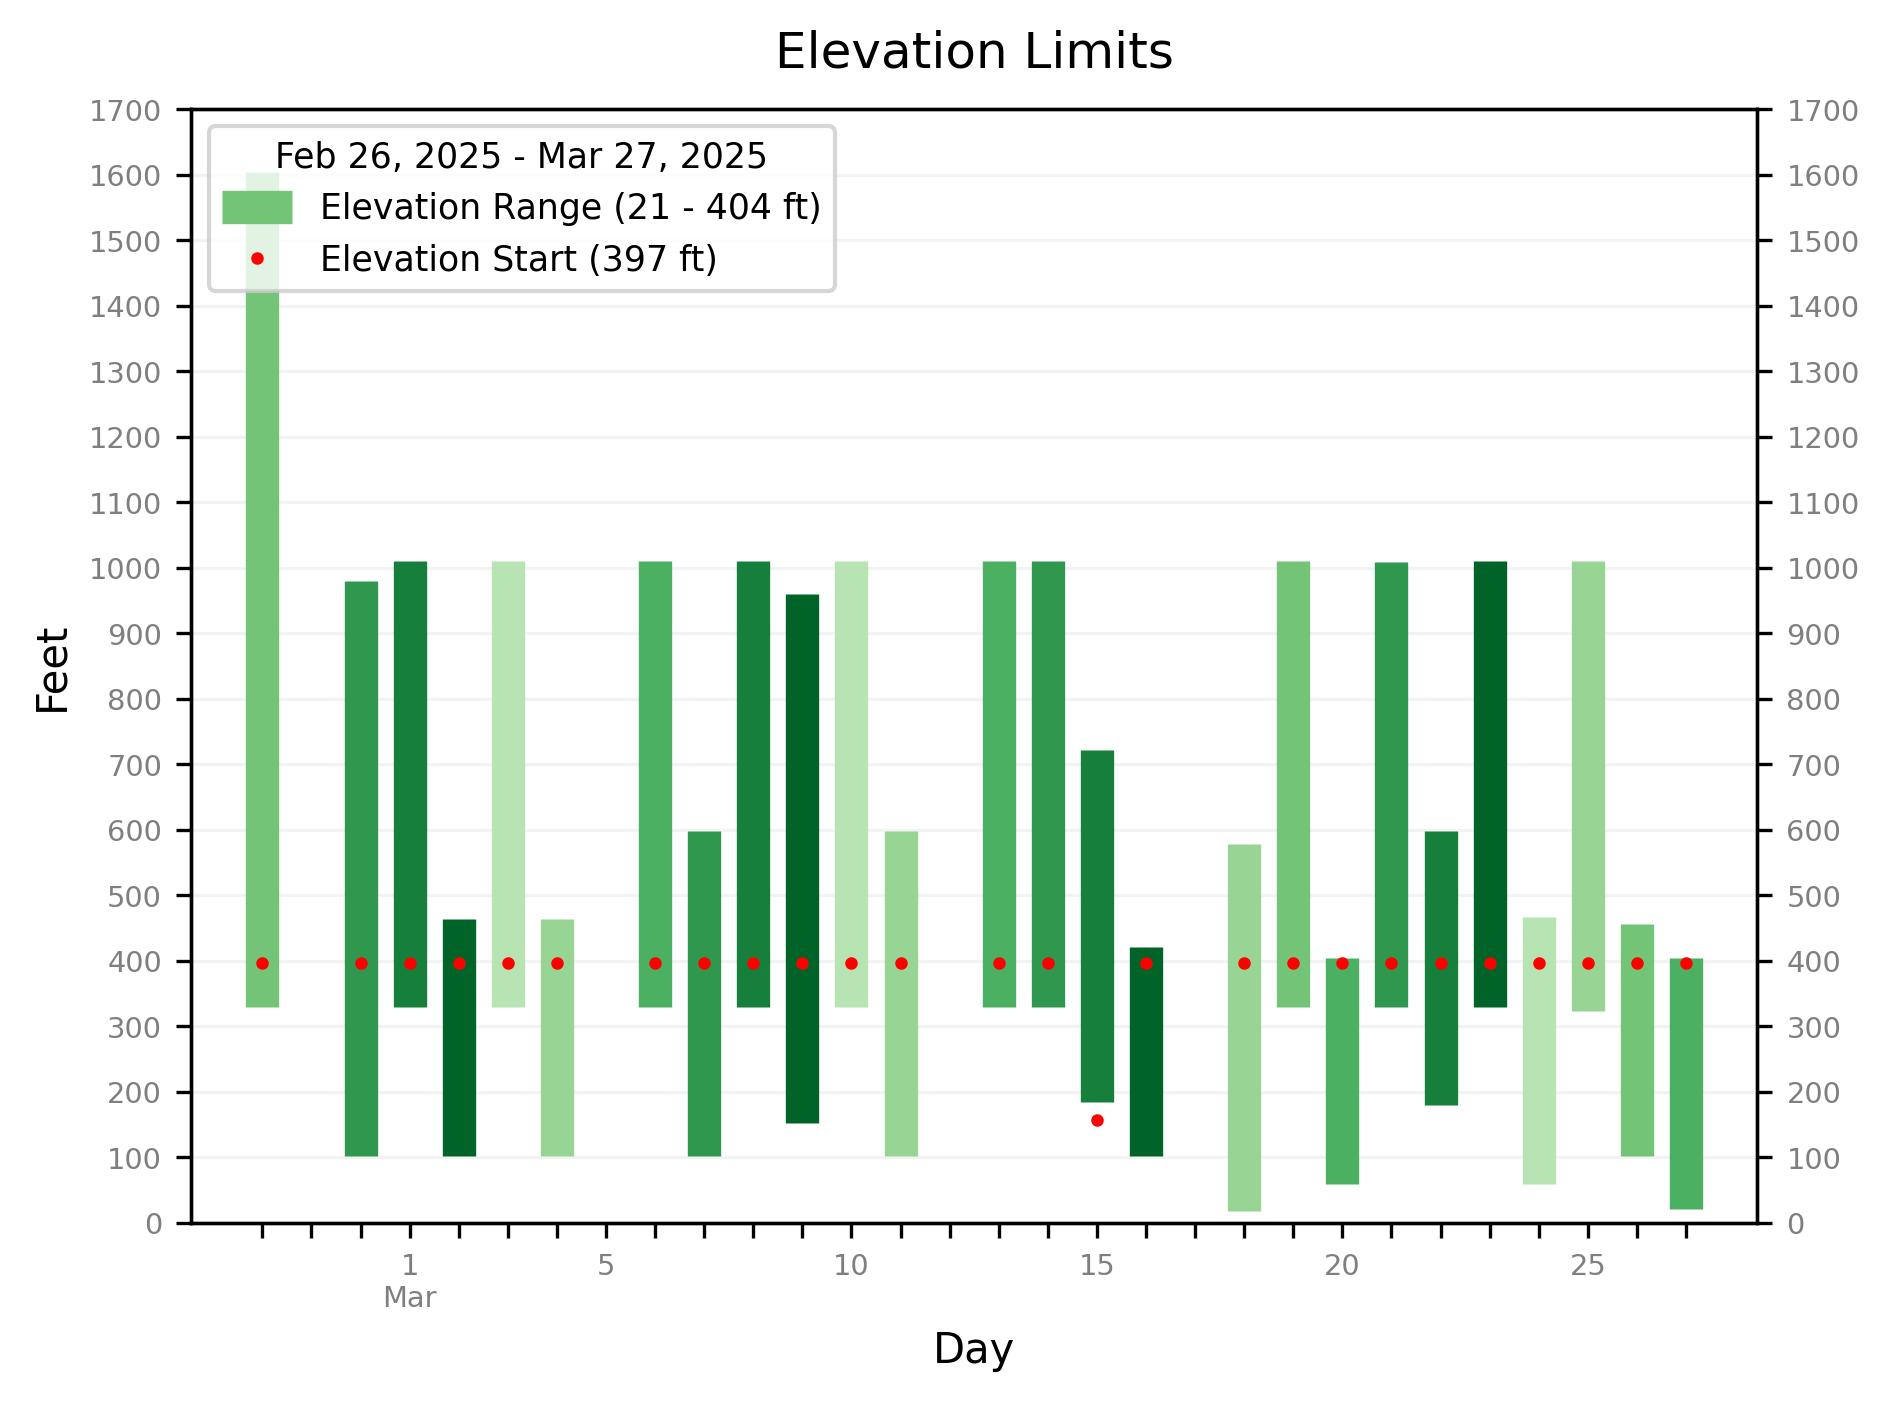 Elevation Limits
Feb 26, 2025 - Mar 27, 2025
Elevation Range (21 - 404 ft)
Elevation Start (397 ft)
1700 1700
1600 1600
1500 1500
1400 1400
1300 1300
1200 1200
1100 1100
1000 1000
900 900
800 800
700 700
600 600
500 500
400 400
300 300
200 200
100 100
0 0
Feet
1 5 10 15 20 25
Mar
Day